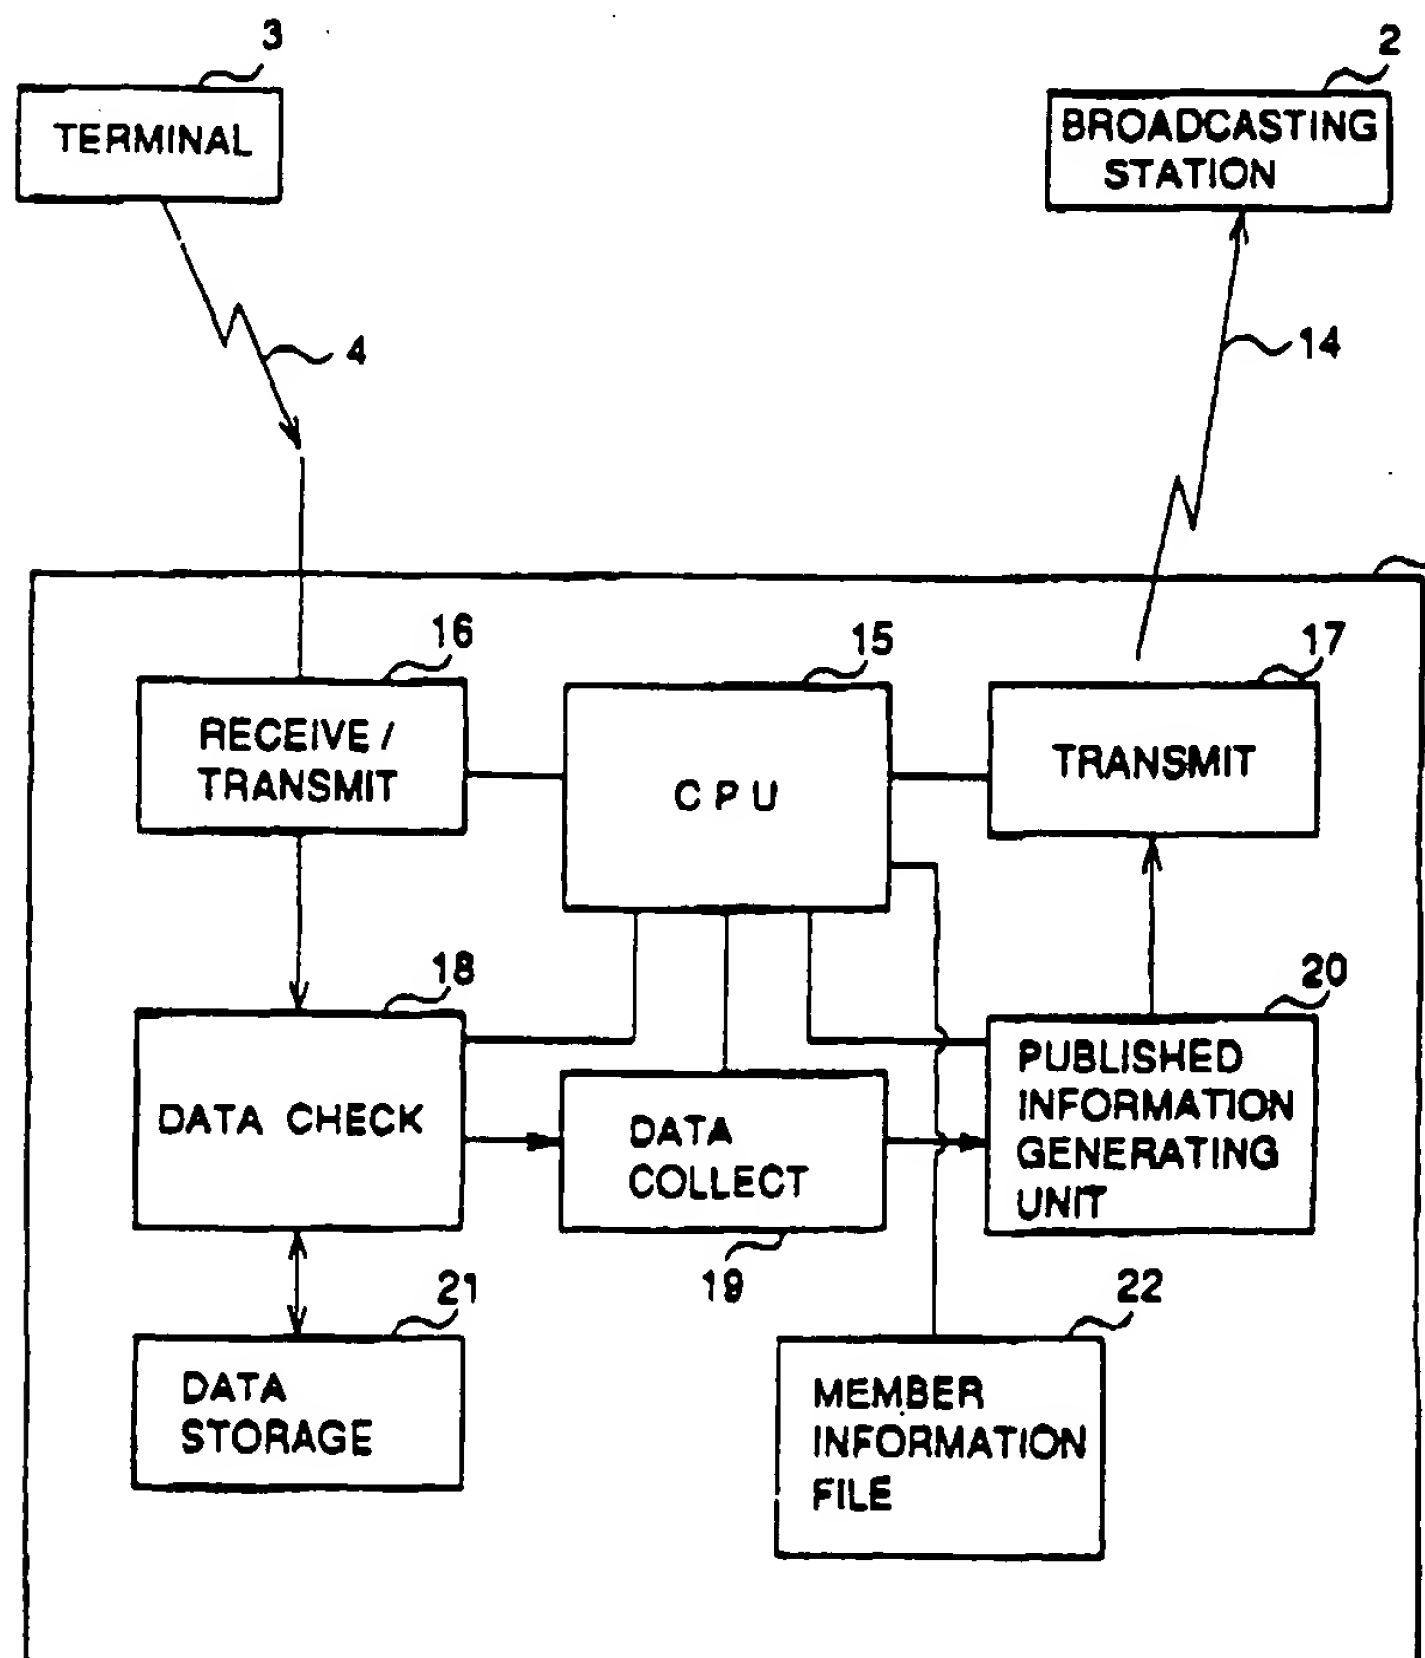 3
TERMINAL
2
BROADCASTING
STATION
4
14
16
RECEIVE /
TRANSMIT
15
CPU
17
TRANSMIT
18
DATA CHECK
DATA
COLLECT
19
20
PUBLISHED
INFORMATION
GENERATING
UNIT
21
DATA
STORAGE
22
MEMBER
INFORMATION
FILE